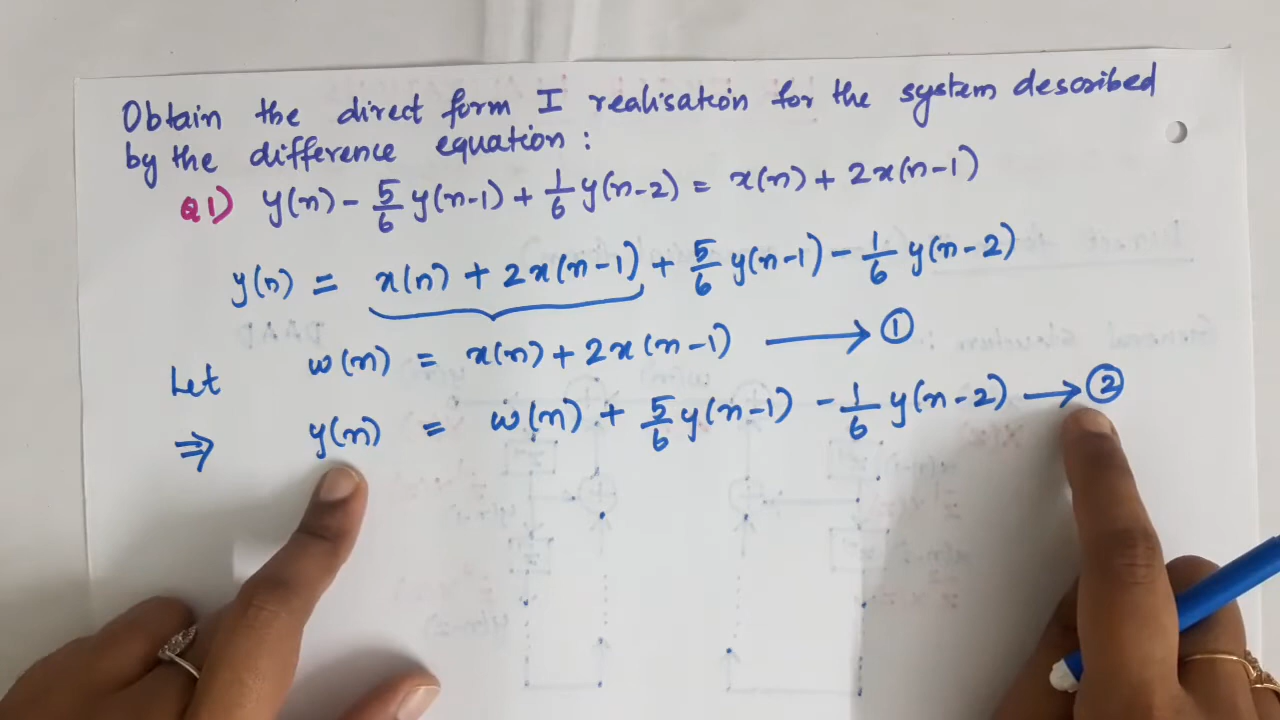 Obtain the direct form I realisation for the system described
by the difference equation :
Q1) y(n) - 5/6 y(n-1) + 1/6 y(n-2) = x(n) + 2x(n-1)
y(n) = x(n) + 2x(n-1) + 5/6 y(n-1) - 1/6 y(n-2)
Let w(n) = x(n) + 2x(n-1) → ①
⇒ y(n) = w(n) + 5/6 y(n-1) - 1/6 y(n-2) → ②